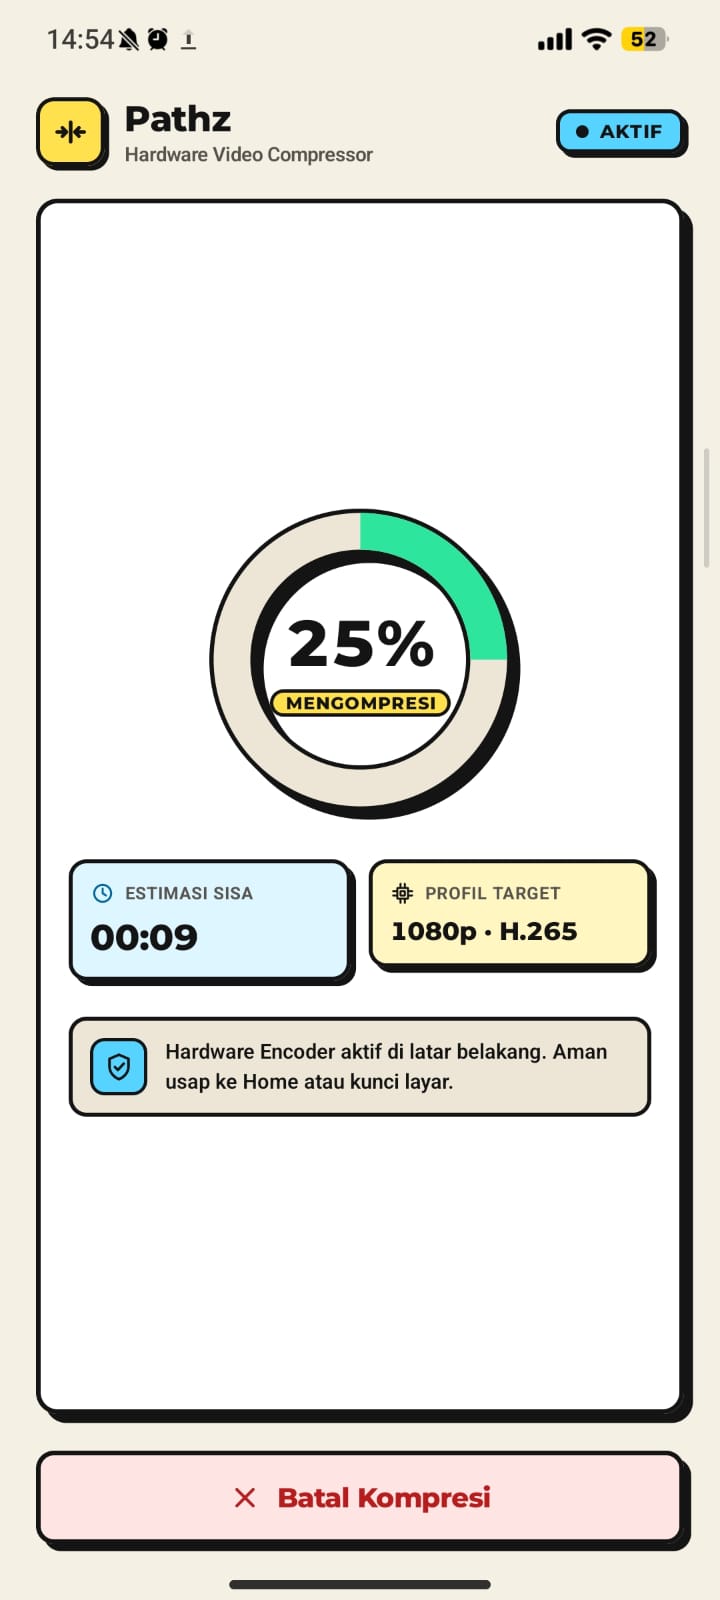 14:54
52
Pathz
Hardware Video Compressor
AKTIF
25%
MENGOMPRESI
ESTIMASI SISA
00:09
PROFIL TARGET
1080p · H.265
Hardware Encoder aktif di latar belakang. Aman
usap ke Home atau kunci layar.
Batal Kompresi